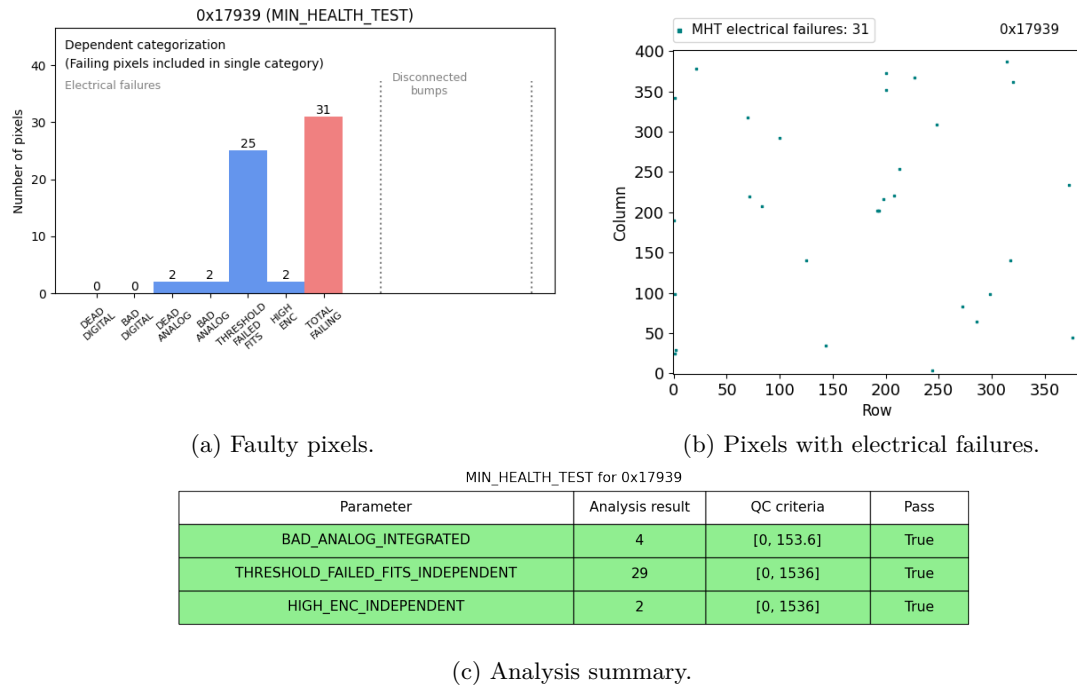 0x17939 (MIN_HEALTH_TEST)
Dependent categorization
(Failing pixels included in single category)
Electrical failures
Disconnected
bumps
Number of pixels
40
30
20
10
0
0
0
2
2
25
2
31
DEAD
DIGITAL
BAD
DIGITAL
DEAD
ANALOG
BAD
ANALOG
THRESHOLD
FAILED
FITS
HIGH
ENC
TOTAL
FAILING
(a) Faulty pixels.
MHT electrical failures: 31
0x17939
Column
400
350
300
250
200
150
100
50
0
0 50 100 150 200 250 300 350
Row
(b) Pixels with electrical failures.
MIN_HEALTH_TEST for 0x17939
Parameter Analysis result QC criteria Pass
BAD_ANALOG_INTEGRATED 4 [0, 153.6] True
THRESHOLD_FAILED_FITS_INDEPENDENT 29 [0, 1536] True
HIGH_ENC_INDEPENDENT 2 [0, 1536] True
(c) Analysis summary.